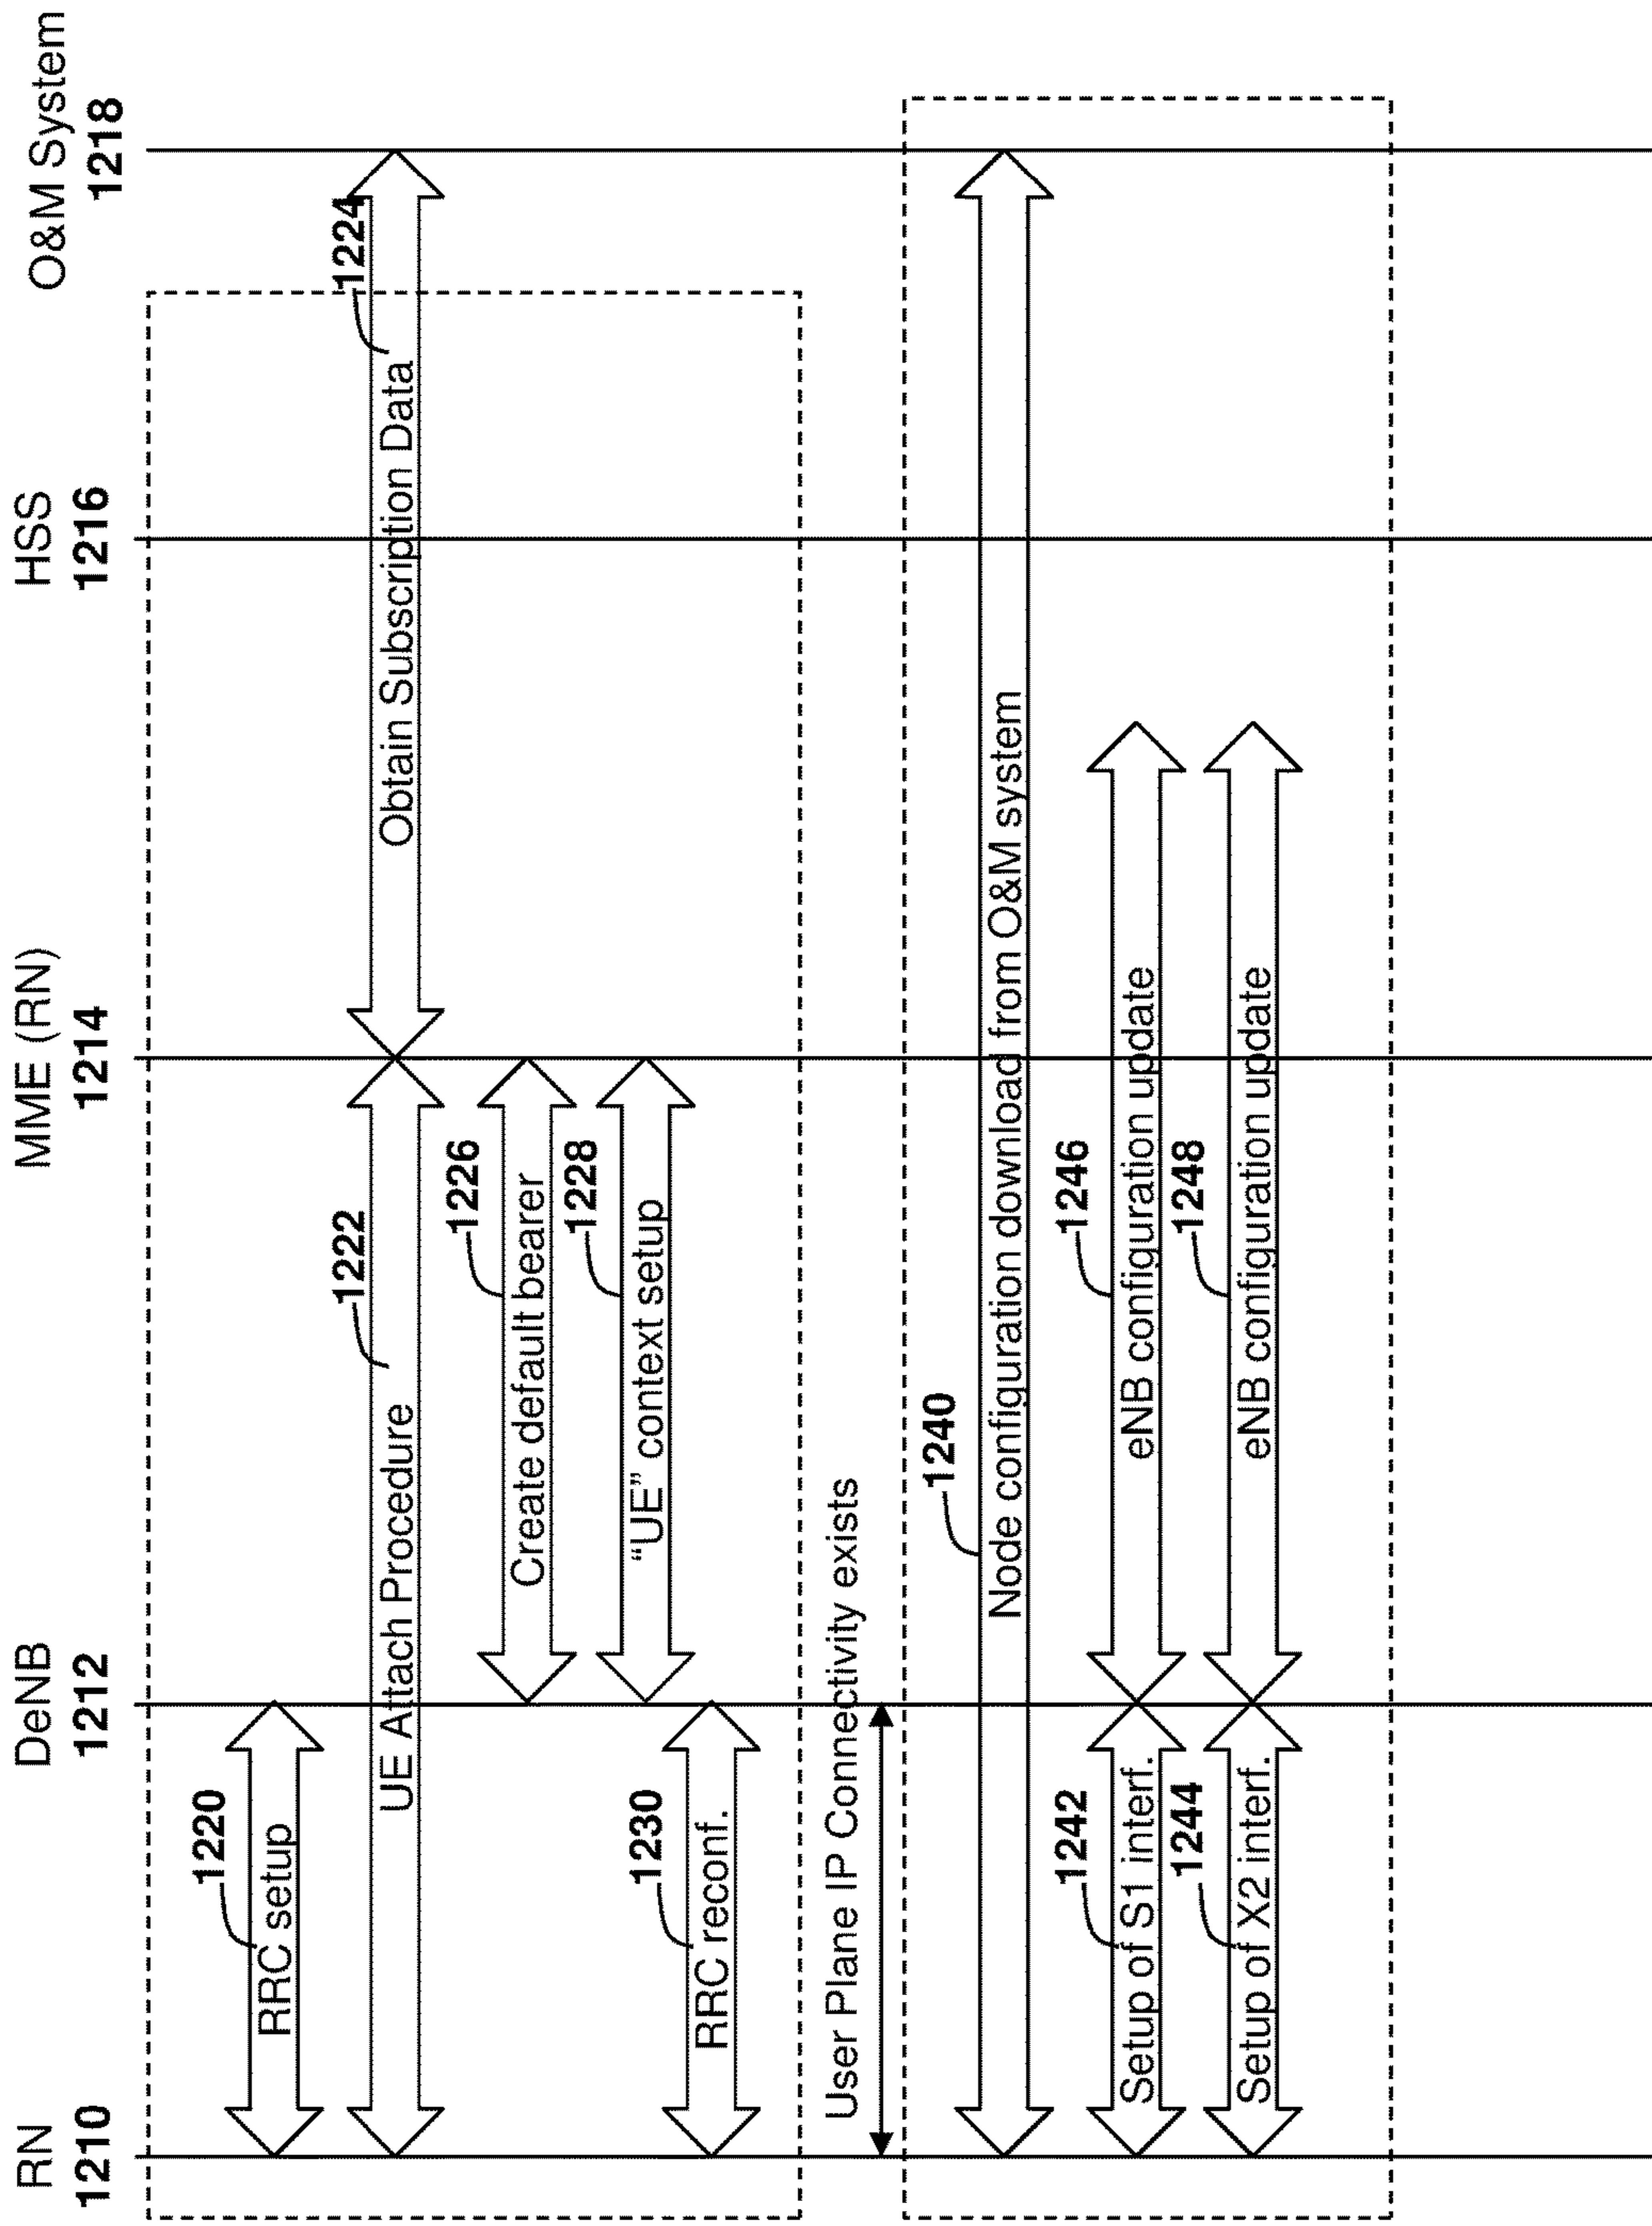 RN
1210
DeNB
1212
MME (RN)
1214
HSS
1216
O&M System
1218
1220
RRC setup
1222
UE Attach Procedure
1224
Obtain Subscription Data
1226
Create default bearer
1228
“UE” context setup
1230
RRC reconf.
User Plane IP Connectivity exists
1240
Node configuration download from O&M system
1242
Setup of S1 interf.
1246
eNB configuration update
1244
Setup of X2 interf.
1248
eNB configuration update